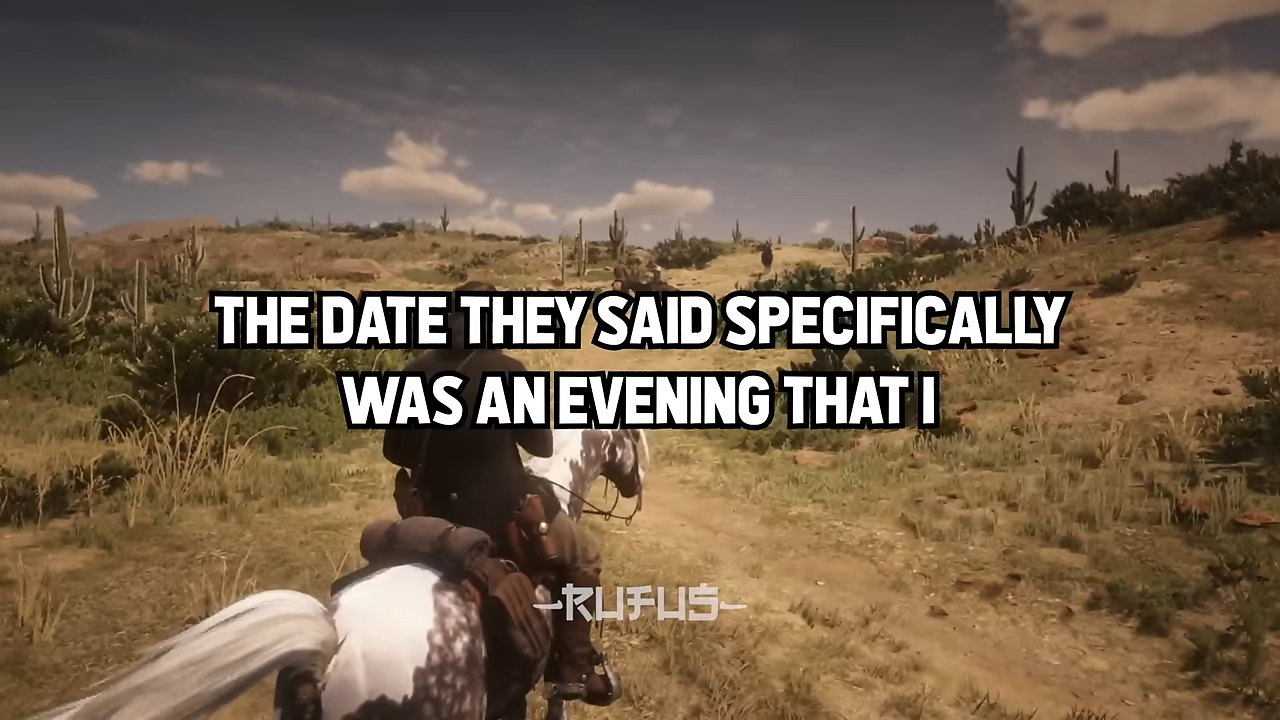 THE DATE THEY SAID SPECIFICALLY
WAS AN EVENING THAT I
-RUFUS-